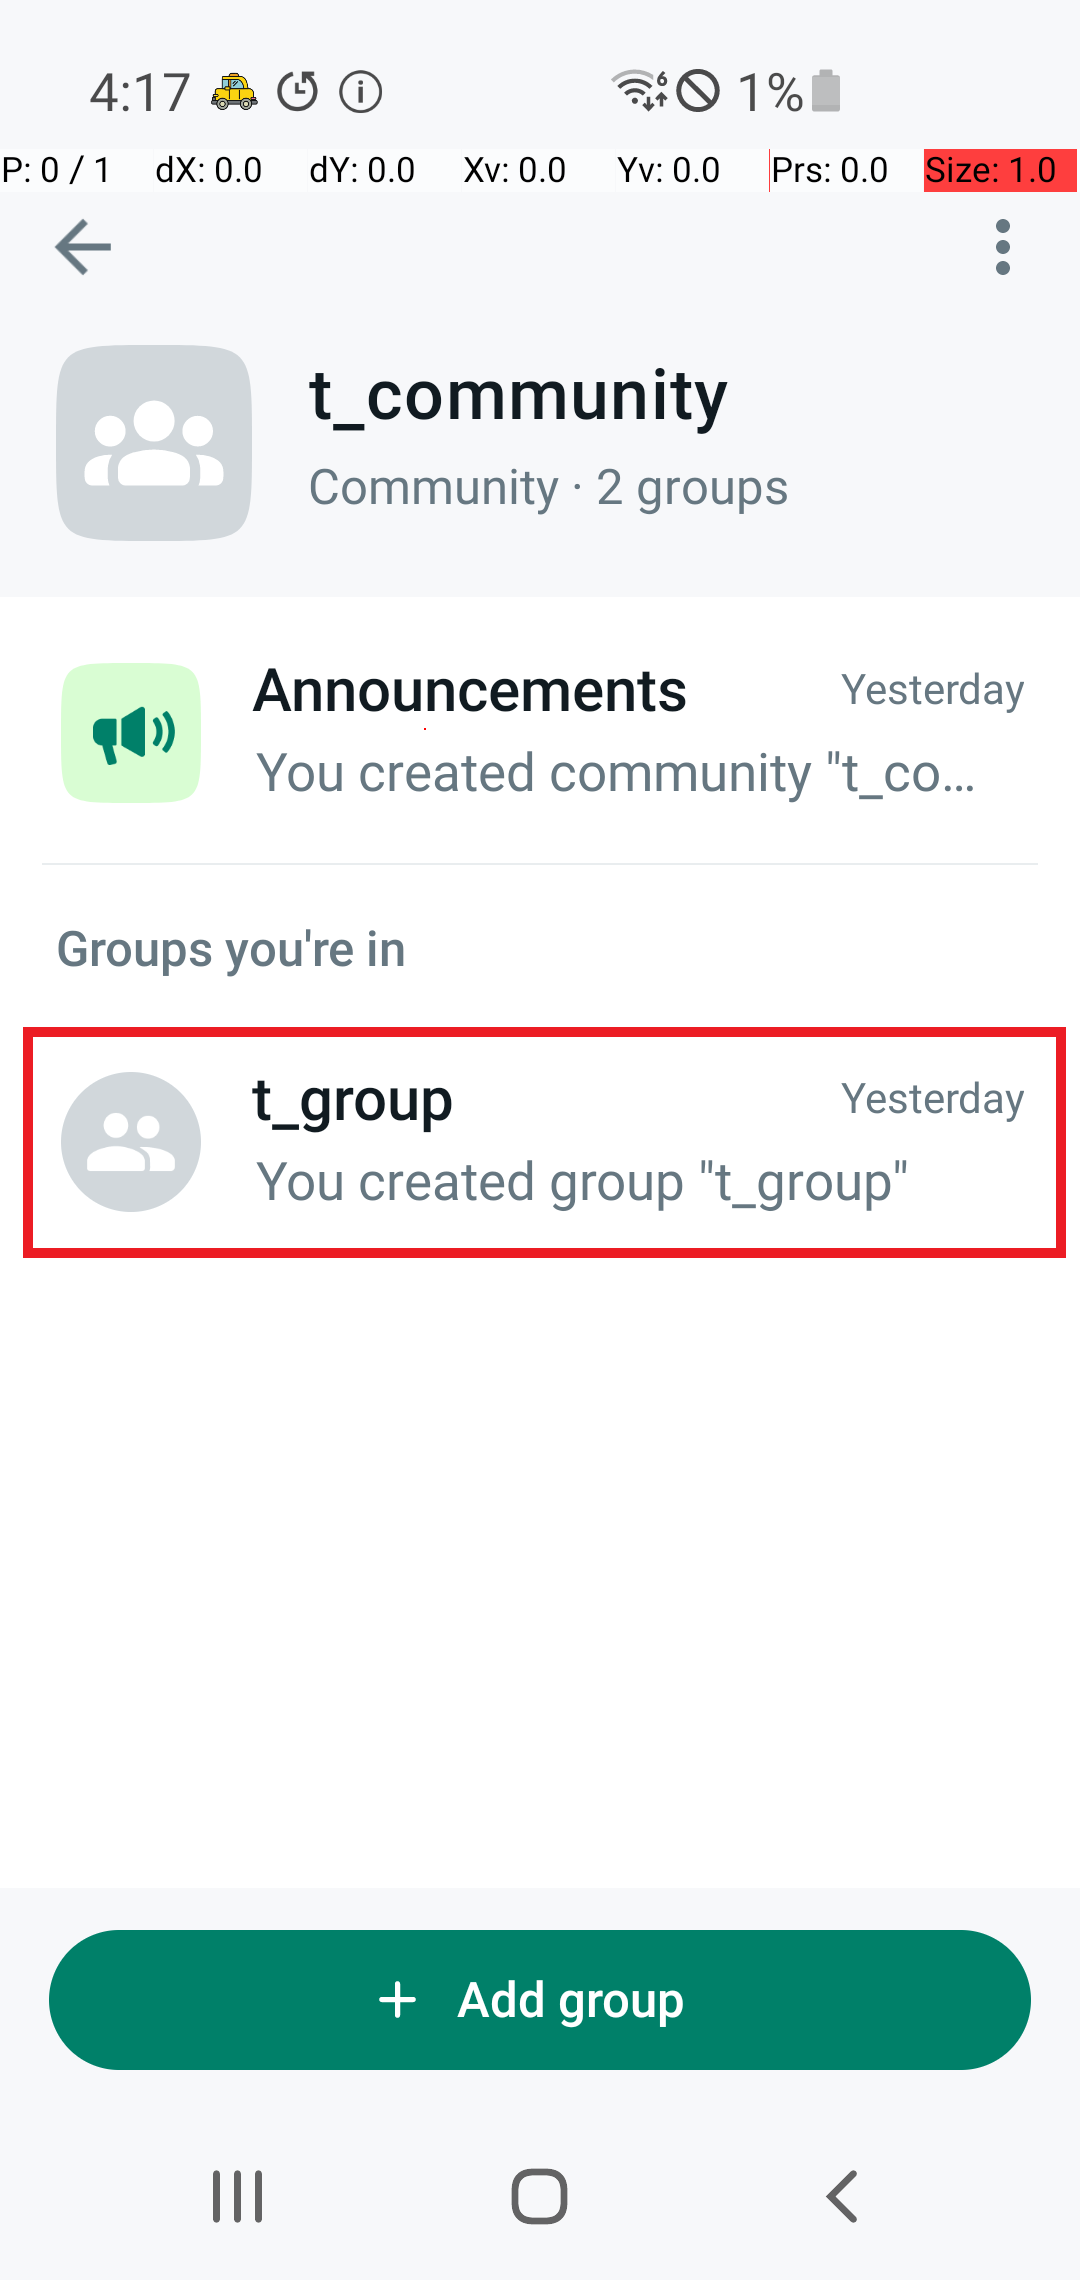 4:17 1%
P: 0 / 1 dX: 0.0 dY: 0.0 Xv: 0.0 Yv: 0.0 Prs: 0.0 Size: 1.0
t_community
Community · 2 groups
Announcements Yesterday
You created community "t_co...
Groups you're in
t_group Yesterday
You created group "t_group"
+ Add group